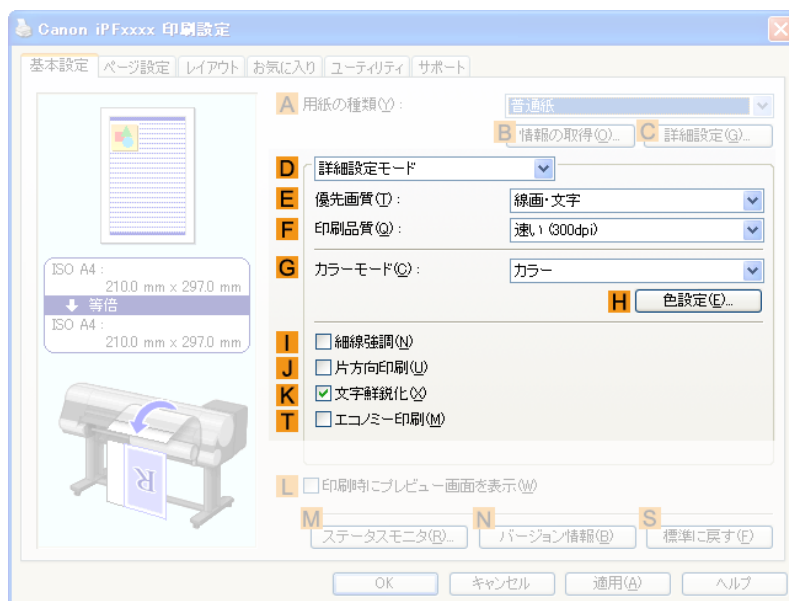 Canon iPFxxxx 印刷設定
基本設定 ページ設定 レイアウト お気に入り ユーティリティ サポート
A 用紙の種類(Y): 普通紙
B 情報の取得(O)... C 詳細設定(G)...
D 詳細設定モード
E 優先画質(T): 線画・文字
F 印刷品質(Q): 速い (300dpi)
G カラーモード(C): カラー
H 色設定(E)...
ISO A4:
210.0 mm x 297.0 mm
等倍
ISO A4:
210.0 mm x 297.0 mm
I 細線強調(N)
J 片方向印刷(U)
K 文字鮮鋭化(X)
T エコノミー印刷(M)
R
L 印刷時にプレビュー画面を表示(W)
M ステータスモニタ(R)... N バージョン情報(B) S 標準に戻す(F)
OK キャンセル 適用(A) ヘルプ